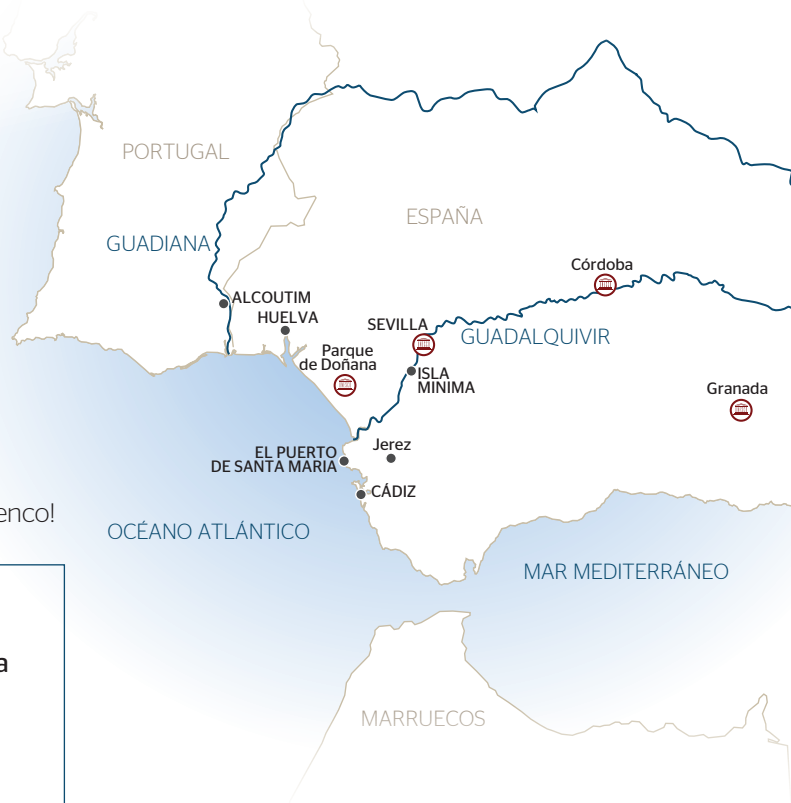 PORTUGAL
ESPAÑA
GUADIANA
Córdoba
ALCOUTIM
HUELVA
SEVILLA
GUADALQUIVIR
Parque
de Doñana
ISLA
MINIMA
Granada
Jerez
EL PUERTO
DE SANTA MARIA
CÁDIZ
enco!
OCÉANO ATLÁNTICO
MAR MEDITERRÁNEO
a
MARRUECOS